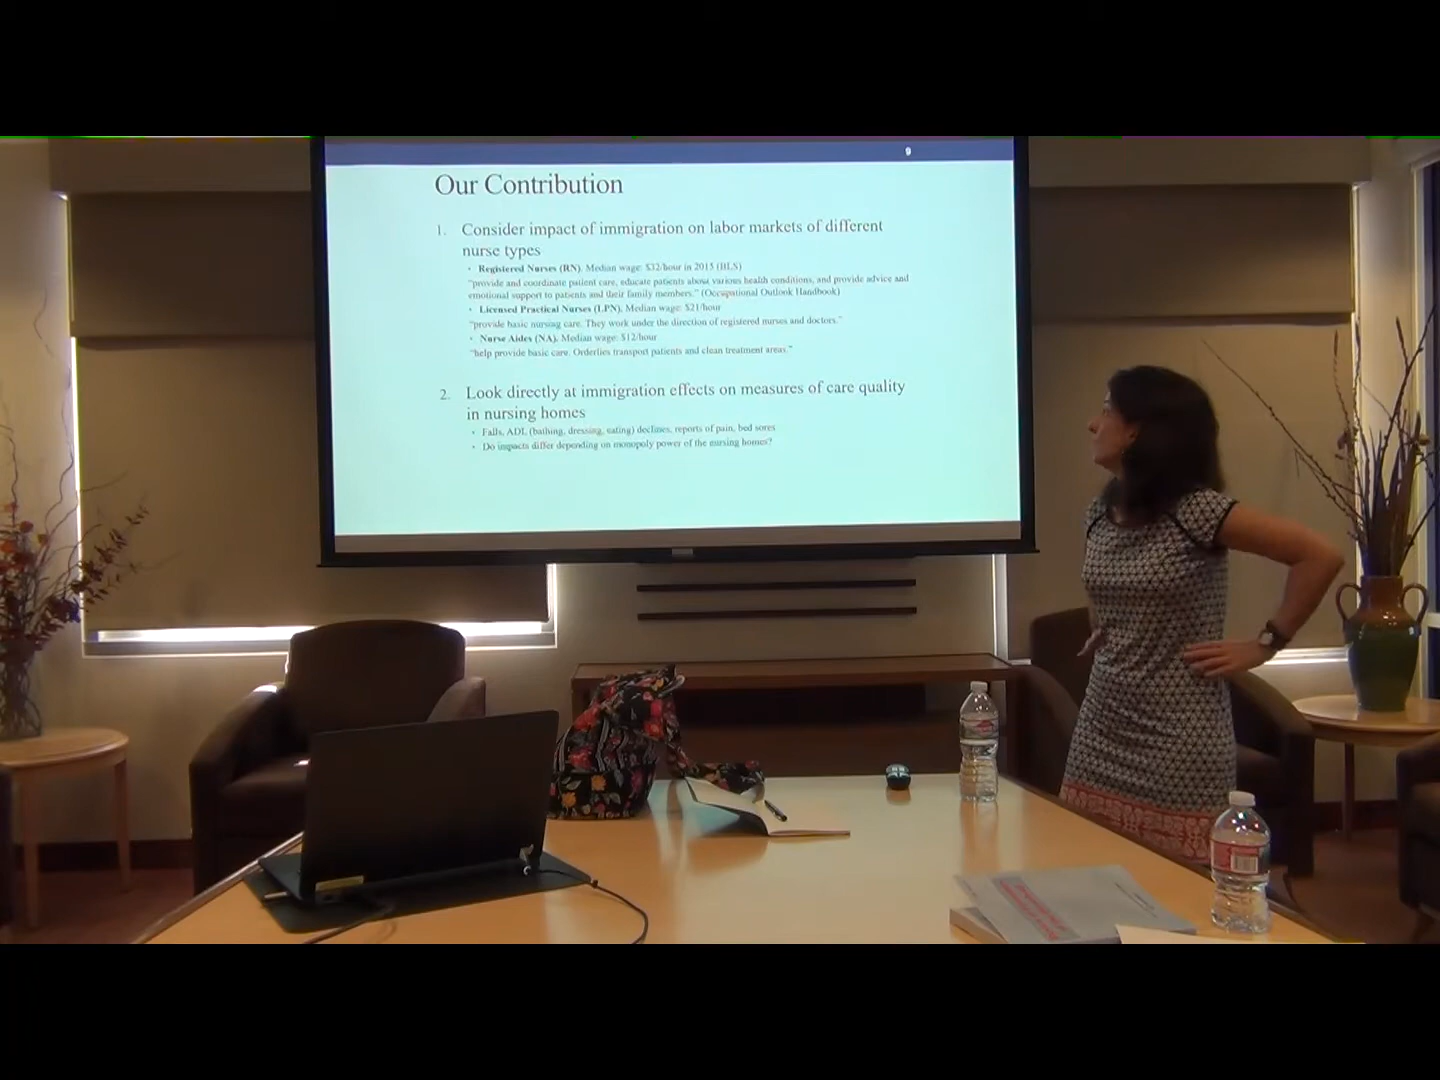 9
Our Contribution
1. Consider impact of immigration on labor markets of different
nurse types
• Registered Nurses (RN). Median wage: $32/hour in 2015 (BLS)
"provide and coordinate patient care, educate patients about various health conditions, and provide advice and
emotional support to patients and their family members." (Occupational Outlook Handbook)
• Licensed Practical Nurses (LPN). Median wage: $21/hour
"provide basic nursing care. They work under the direction of registered nurses and doctors."
• Nurse Aides (NA). Median wage: $12/hour
"help provide basic care. Orderlies transport patients and clean treatment areas."
2. Look directly at immigration effects on measures of care quality
in nursing homes
• Falls, ADL (bathing, dressing, eating) declines, reports of pain, bed sores
• Do impacts differ depending on monopoly power of the nursing homes?